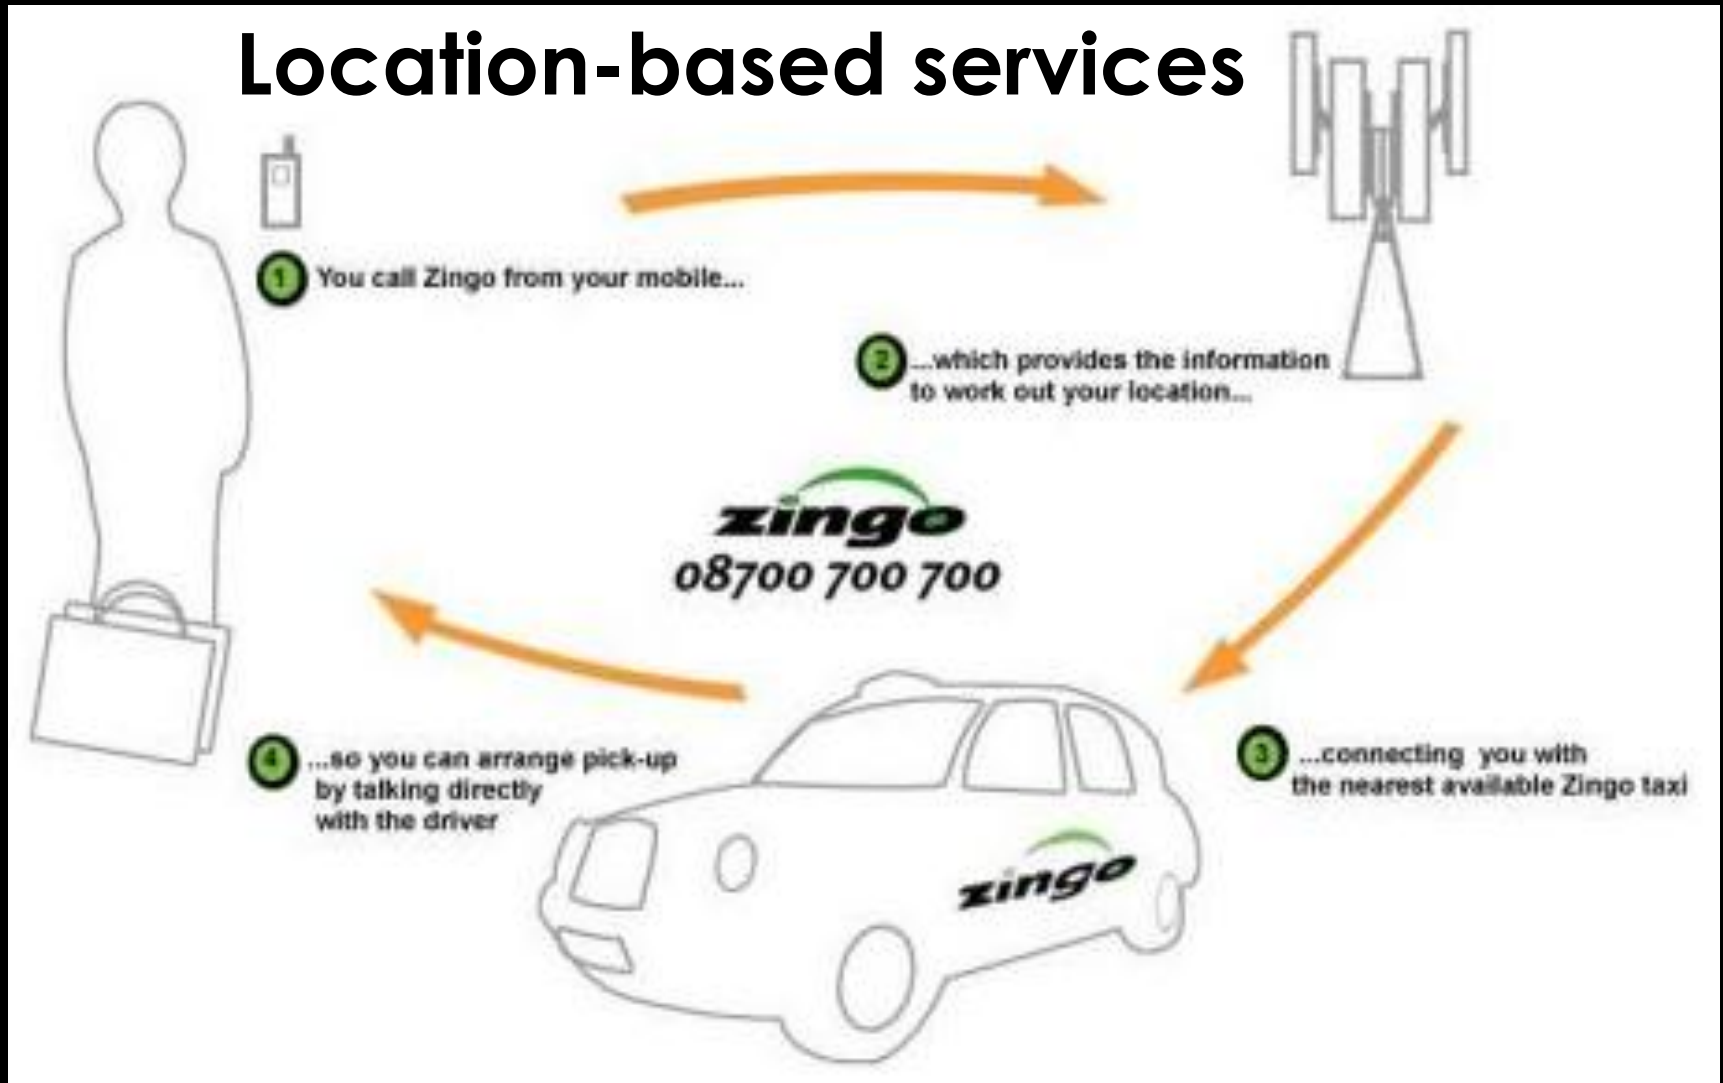 Location-based services
1 You call Zingo from your mobile...
2 ...which provides the information
to work out your location...
zingo
08700 700 700
3 ...connecting you with
the nearest available Zingo taxi
4 ...so you can arrange pick-up
by talking directly
with the driver
zingo